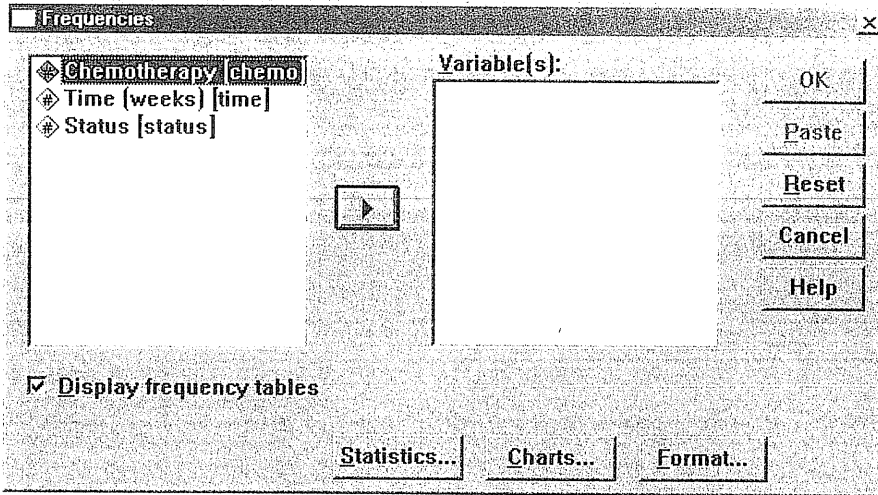 Frequencies
Chemotherapy [chemo]
Time (weeks) [time]
Status [status]
Variable(s):
OK
Paste
Reset
Cancel
Help
Display frequency tables
Statistics...
Charts...
Format...